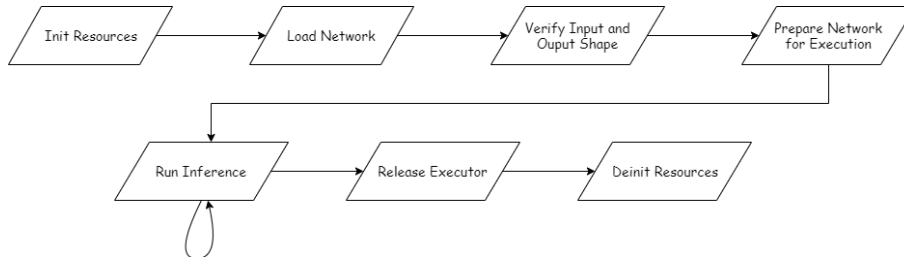 Init Resources
Load Network
Verify Input and
Ouput Shape
Prepare Network
for Execution
Run Inference
Release Executor
Deinit Resources